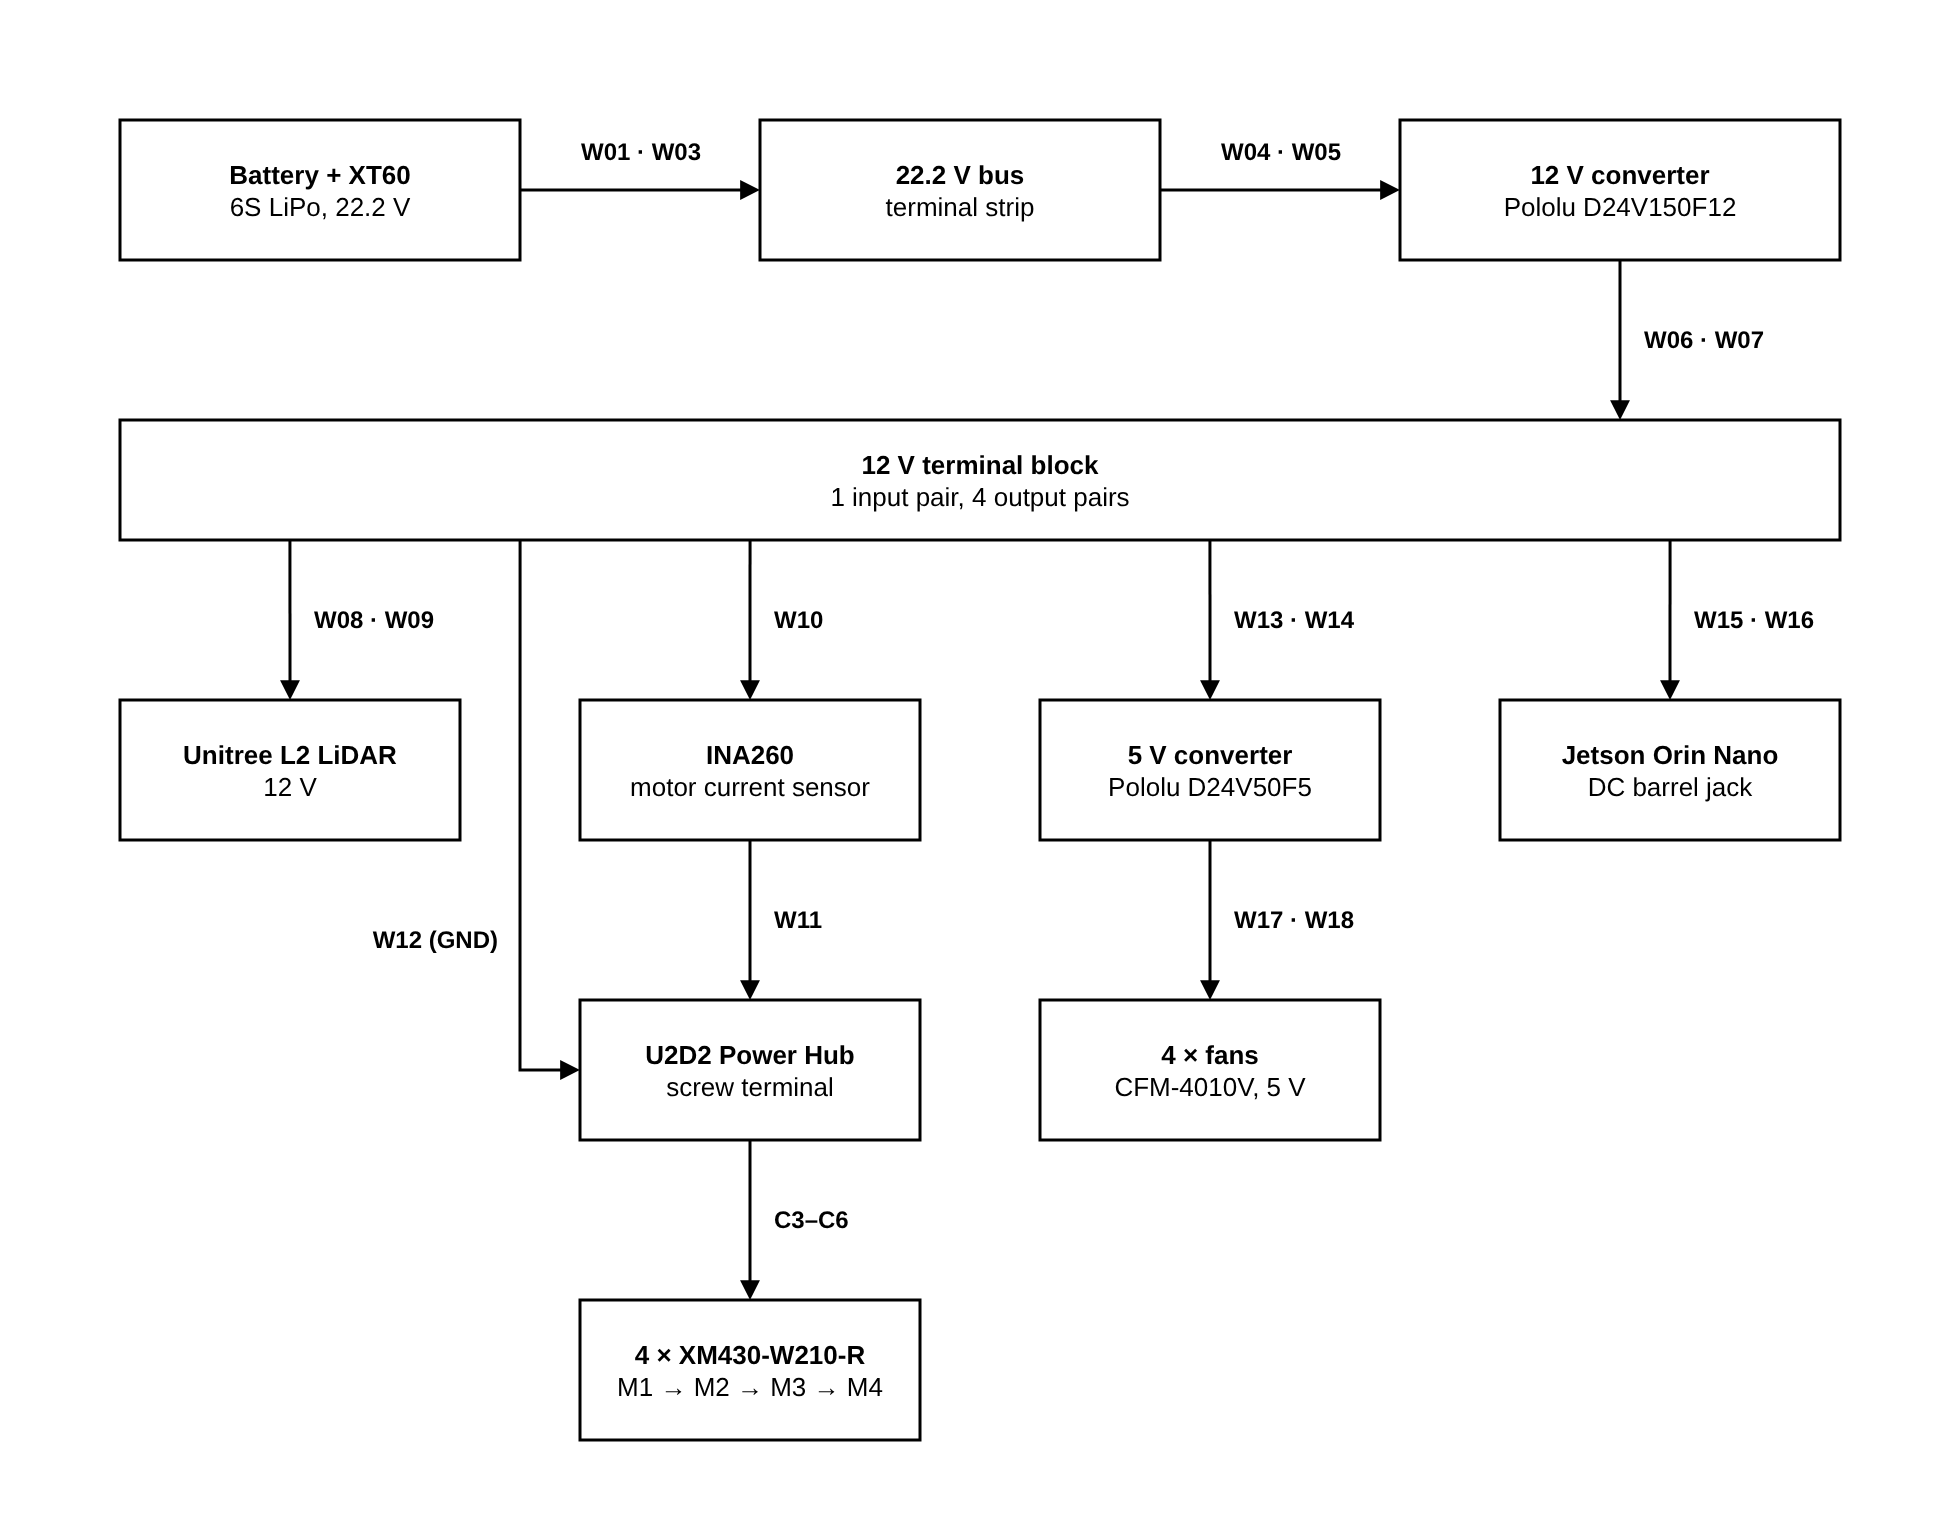 Battery + XT60
6S LiPo, 22.2 V
W01 · W03
22.2 V bus
terminal strip
W04 · W05
12 V converter
Pololu D24V150F12
W06 · W07
12 V terminal block
1 input pair, 4 output pairs
W08 · W09
W10
W13 · W14
W15 · W16
Unitree L2 LiDAR
12 V
INA260
motor current sensor
5 V converter
Pololu D24V50F5
Jetson Orin Nano
DC barrel jack
W12 (GND)
W11
W17 · W18
U2D2 Power Hub
screw terminal
4 × fans
CFM-4010V, 5 V
C3–C6
4 × XM430-W210-R
M1 → M2 → M3 → M4